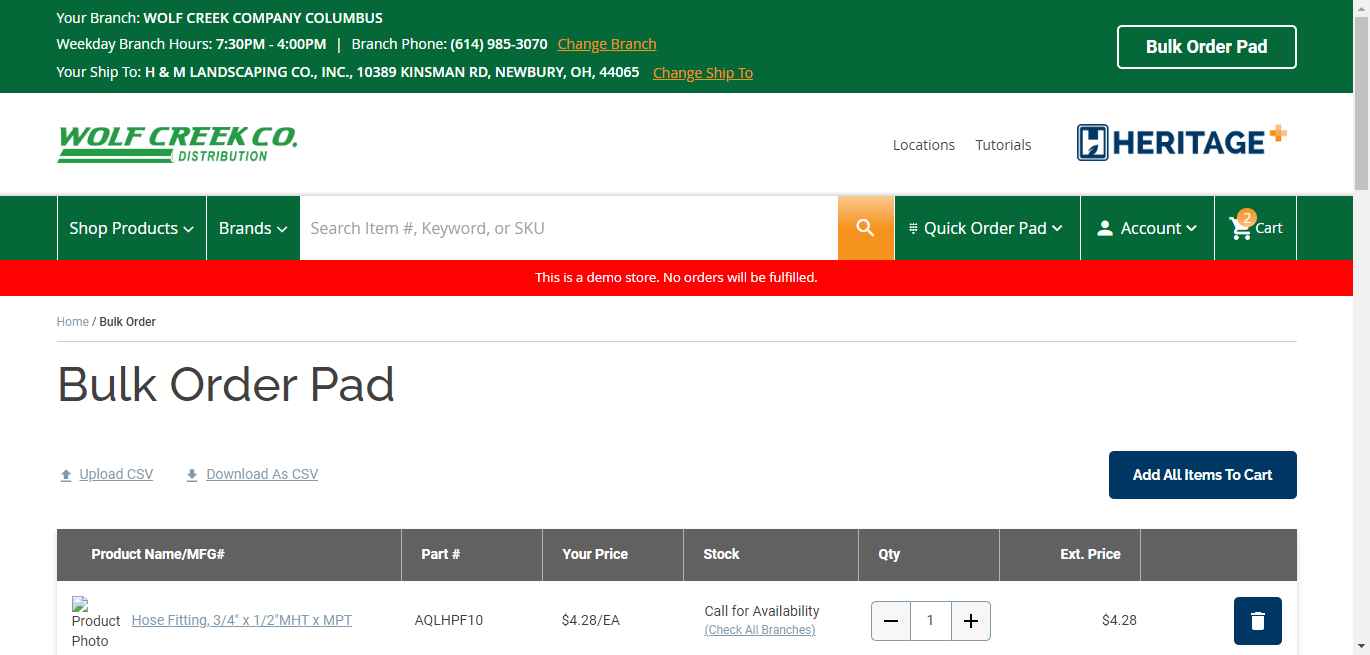 Your Branch: WOLF CREEK COMPANY COLUMBUS
Weekday Branch Hours: 7:30PM - 4:00PM | Branch Phone: (614) 985-3070 Change Branch
Your Ship To: H & M LANDSCAPING CO., INC., 10389 KINSMAN RD, NEWBURY, OH, 44065 Change Ship To
Bulk Order Pad
WOLF CREEK CO.
DISTRIBUTION
Locations Tutorials
HERITAGE+
Shop Products
Brands
Search Item #, Keyword, or SKU
Quick Order Pad
Account
2
Cart
This is a demo store. No orders will be fulfilled.
Home / Bulk Order
Bulk Order Pad
Upload CSV Download As CSV
Add All Items To Cart
Product Name/MFG# Part # Your Price Stock Qty Ext. Price
Product Photo
Hose Fitting, 3/4" x 1/2"MHT x MPT
AQLHPF10
$4.28/EA
Call for Availability
(Check All Branches)
1
$4.28